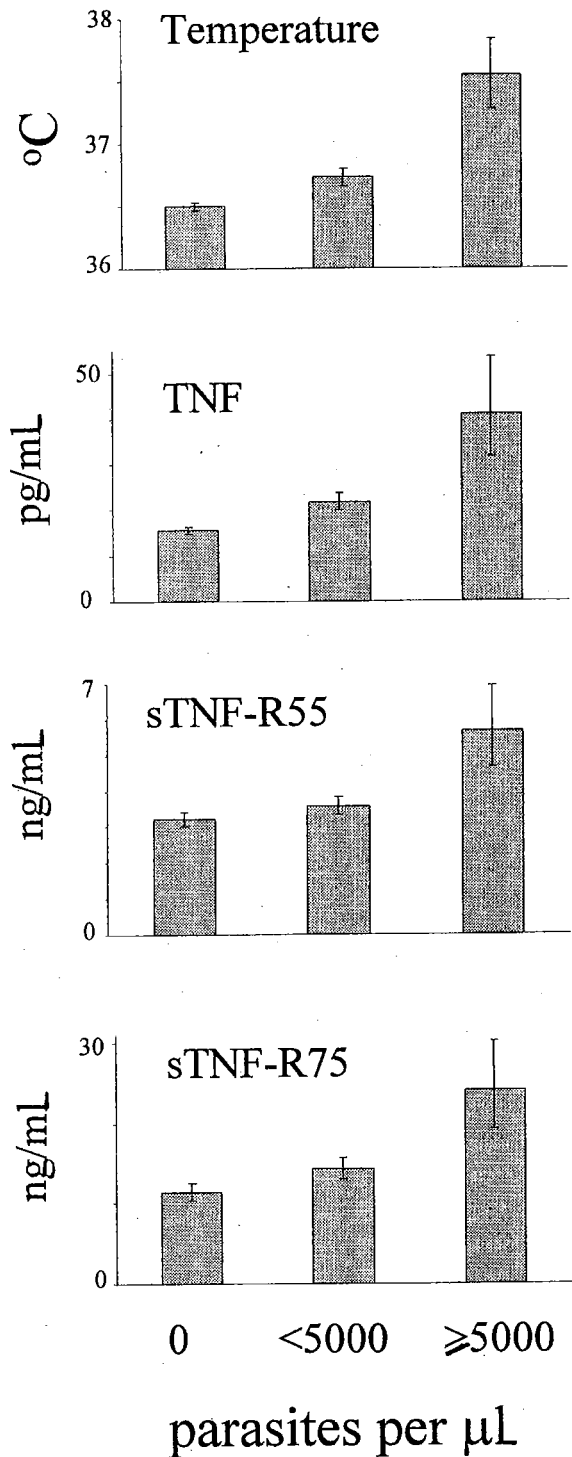 Temperature
38
37
36
°C
TNF
50
0
pg/mL
sTNF-R55
7
0
ng/mL
sTNF-R75
30
0
ng/mL
0 <5000 ⩾5000
parasites per µL